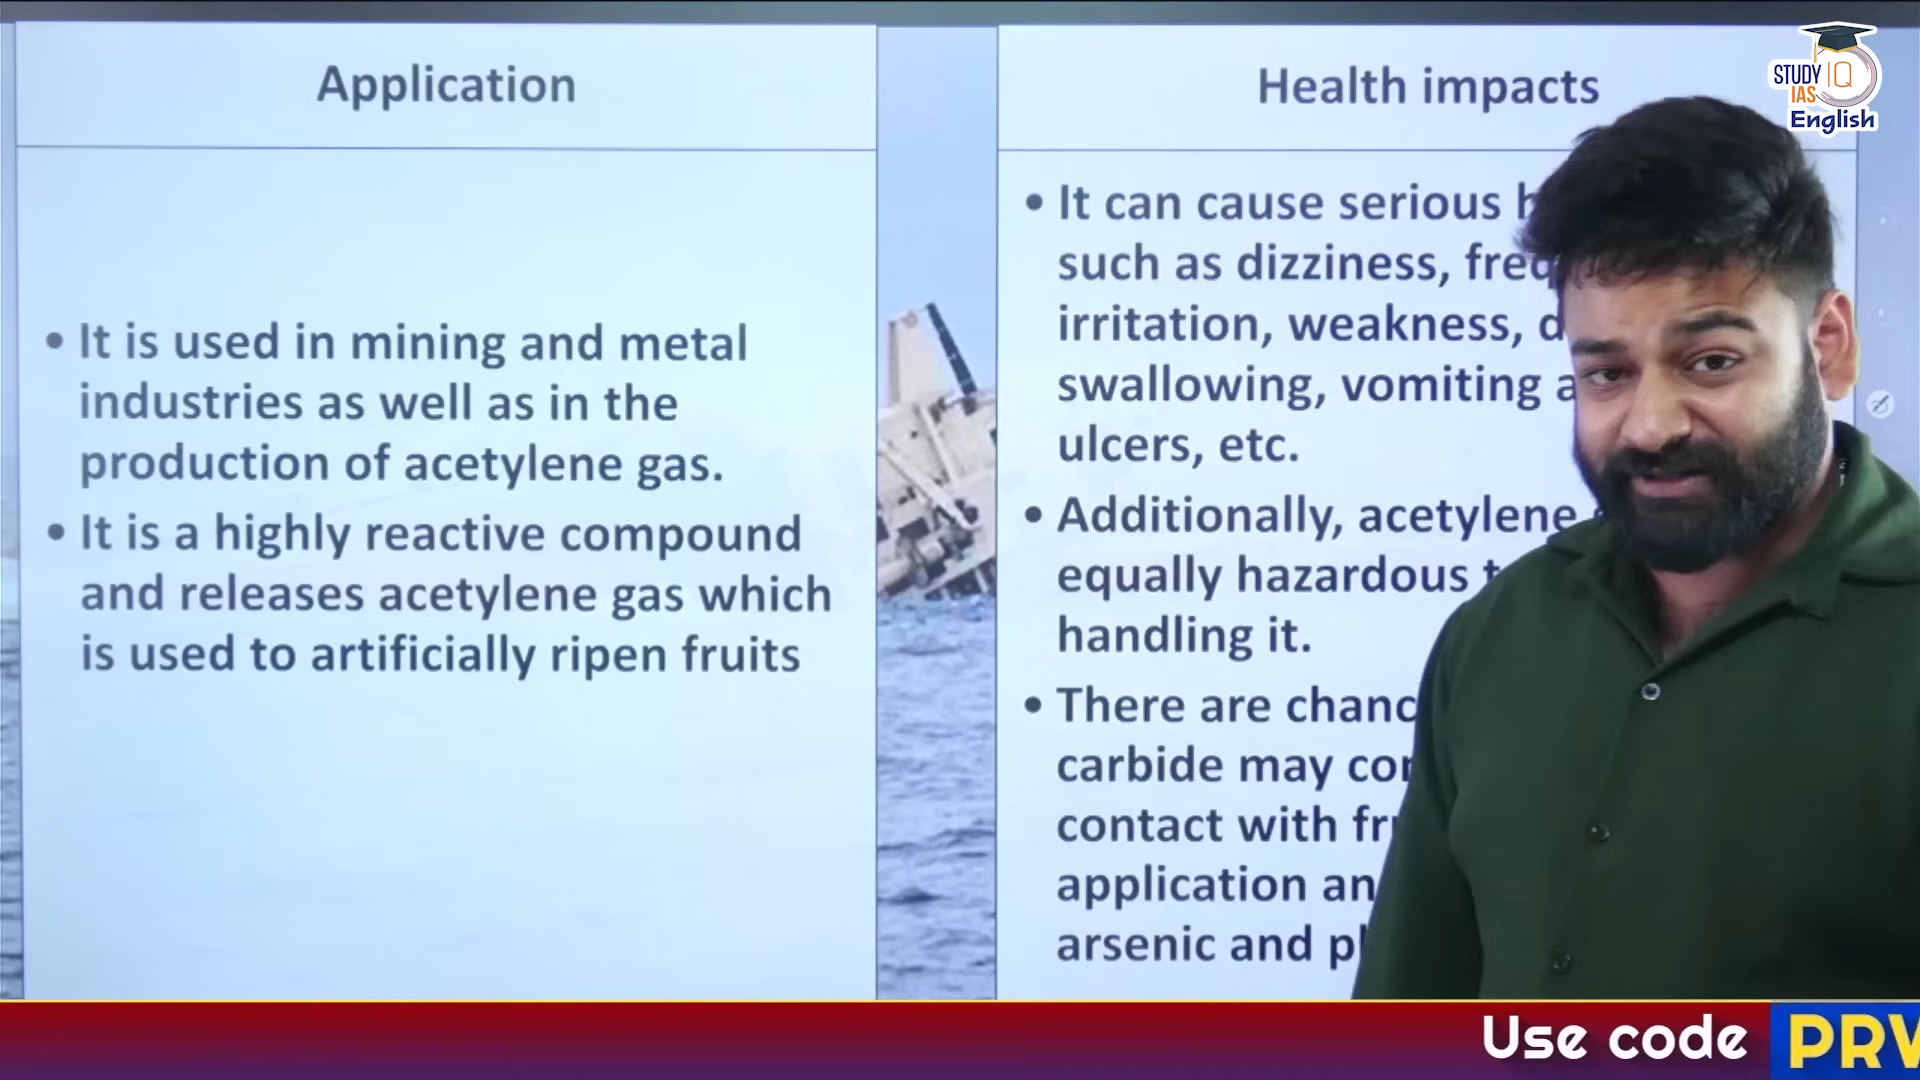 Application
It is used in mining and metal
industries as well as in the
production of acetylene gas.
It is a highly reactive compound
and releases acetylene gas which
is used to artificially ripen fruits
Health impacts
It can cause serious
such as dizziness,
irritation, weakness,
swallowing, vomiting
ulcers, etc.
Additionally, acetylene
equally hazardous
handling it.
There are
carbide may
contact with
application
arsenic and
STUDY IQ
IAS
English
Use code